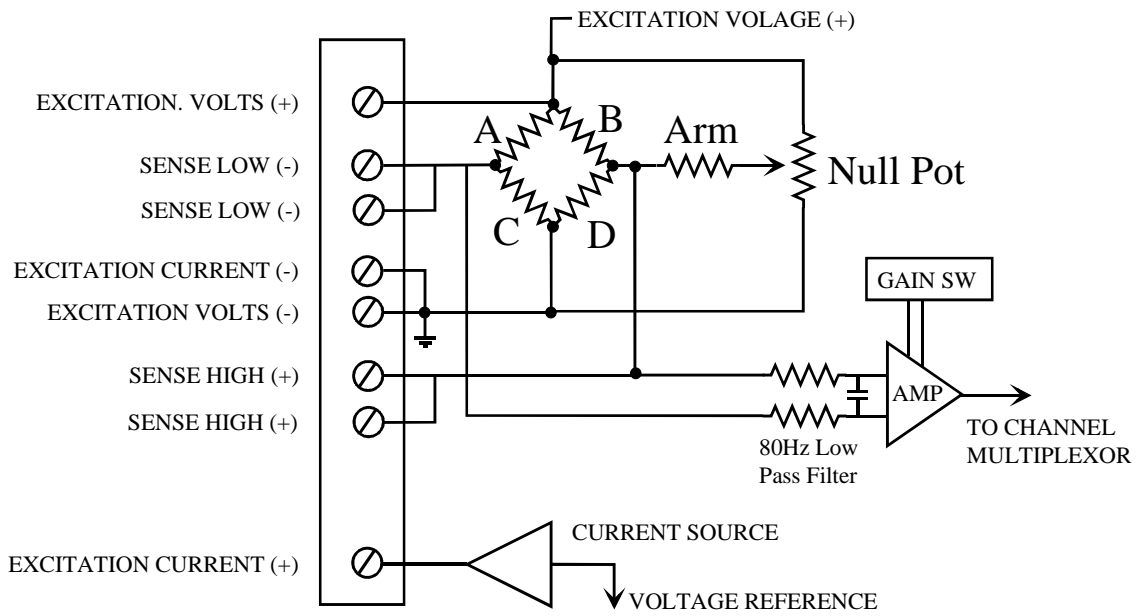 EXCITATION VOLAGE (+)
EXCITATION. VOLTS (+)
A
B
Arm
SENSE LOW (-)
Null Pot
SENSE LOW (-)
C
D
EXCITATION CURRENT (-)
GAIN SW
EXCITATION VOLTS (-)
SENSE HIGH (+)
AMP
SENSE HIGH (+)
80Hz Low
Pass Filter
TO CHANNEL
MULTIPLEXOR
CURRENT SOURCE
EXCITATION CURRENT (+)
VOLTAGE REFERENCE